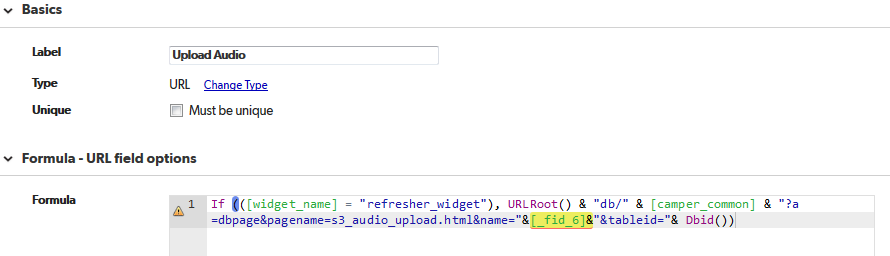 Basics
Label Upload Audio
Type URL Change Type
Unique Must be unique
Formula - URL field options
Formula 1 If (([widget_name] = "refresher_widget"), URLRoot() & "db/" & [camper_common] & "?a
=dbpage&pagename=s3_audio_upload.html&name="&[_fid_6]&"&tableid="& Dbid())